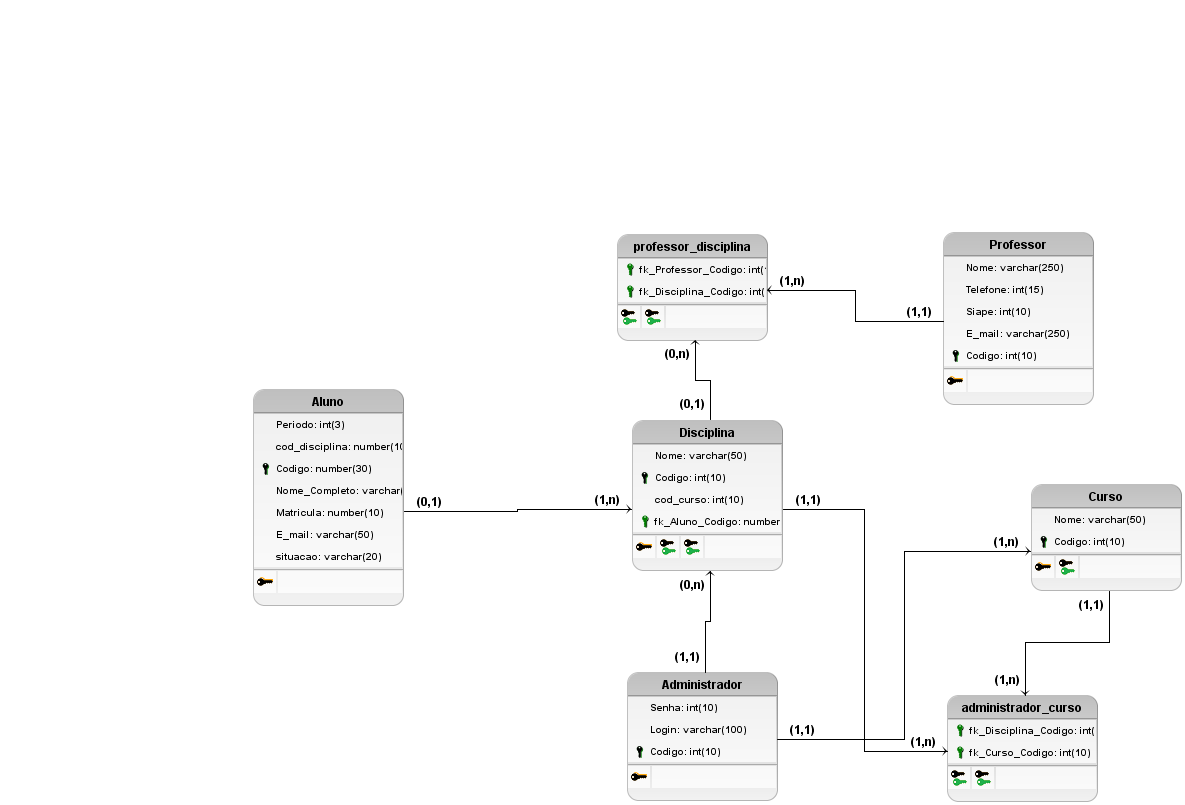 professor_disciplina
fk_Professor_Codigo: int(
fk_Disciplina_Codigo: int(
Professor
Nome: varchar(250)
Telefone: int(15)
Siape: int(10)
E_mail: varchar(250)
Codigo: int(10)
(1,n)
(1,1)
(0,n)
(0,1)
Aluno
Periodo: int(3)
cod_disciplina: number(10
Codigo: number(30)
Nome_Completo: varchar(
Matricula: number(10)
E_mail: varchar(50)
situacao: varchar(20)
(0,1)
(1,n)
Disciplina
Nome: varchar(50)
Codigo: int(10)
cod_curso: int(10)
fk_Aluno_Codigo: number
(1,1)
(0,n)
(1,1)
Curso
Nome: varchar(50)
Codigo: int(10)
(1,n)
(1,1)
(1,n)
Administrador
Senha: int(10)
Login: varchar(100)
Codigo: int(10)
(1,1)
(1,n)
administrador_curso
fk_Disciplina_Codigo: int(
fk_Curso_Codigo: int(10)